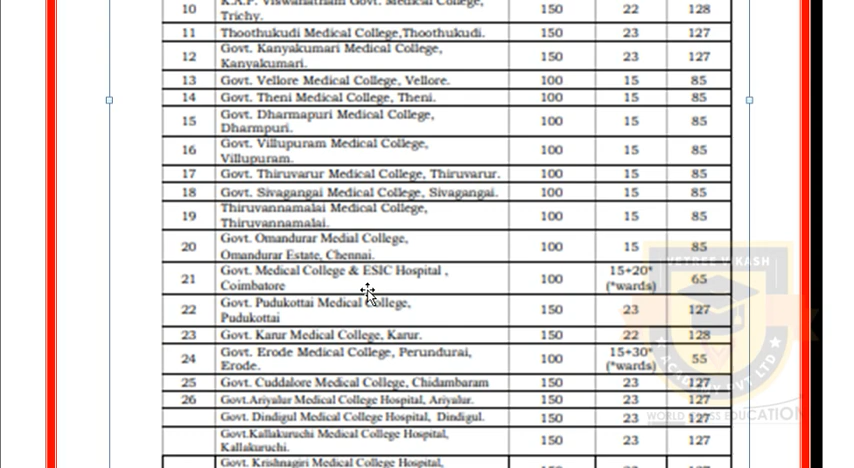 10 K.A.P. Viswanatham Govt. Medical College, 150 22 128
Trichy.
11 Thoothukudi Medical College,Thoothukudi. 150 23 127
12 Govt. Kanyakumari Medical College, 150 23 127
Kanyakumari.
13 Govt. Vellore Medical College, Vellore. 100 15 85
14 Govt. Theni Medical College, Theni. 100 15 85
15 Govt. Dharmapuri Medical College, 100 15 85
Dharmpuri.
16 Govt. Villupuram Medical College, 100 15 85
Villupuram.
17 Govt. Thiruvarur Medical College, Thiruvarur. 100 15 85
18 Govt. Sivagangai Medical College, Sivagangai. 100 15 85
19 Thiruvannamalai Medical College, 100 15 85
Thiruvannamalai.
20 Govt. Omandurar Medial College, 100 15 85
Omandurar Estate, Chennai.
21 Govt. Medical College & ESIC Hospital , 100 15+20* 65
Coimbatore (*wards)
22 Govt. Pudukottai Medical College, 150 23 127
Pudukottai
23 Govt. Karur Medical College, Karur. 150 22 128
24 Govt. Erode Medical College, Perundurai, 100 15+30* 55
Erode. (*wards)
25 Govt. Cuddalore Medical College, Chidambaram 150 23 127
26 Govt.Ariyalur Medical College Hospital, Ariyalur. 150 23 127
Govt. Dindigul Medical College Hospital, Dindigul. 150 23 127
Govt.Kallakuruchi Medical College Hospital, 150 23 127
Kallakuruchi.
Govt. Krishnagiri Medical College Hospital,
VETREE VIKASH
ACADEMY PVT LTD
WORLD CLASS EDUCATION